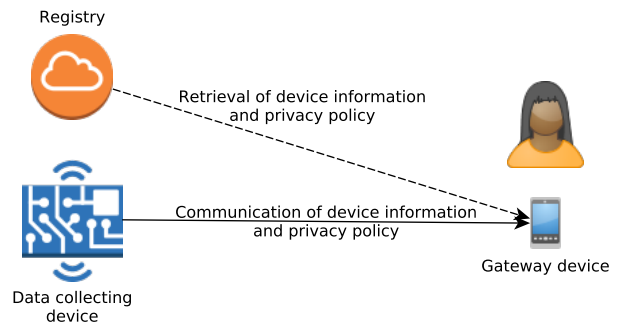 Registry
Retrieval of device information
and privacy policy
Communication of device information
and privacy policy
Gateway device
Data collecting
device